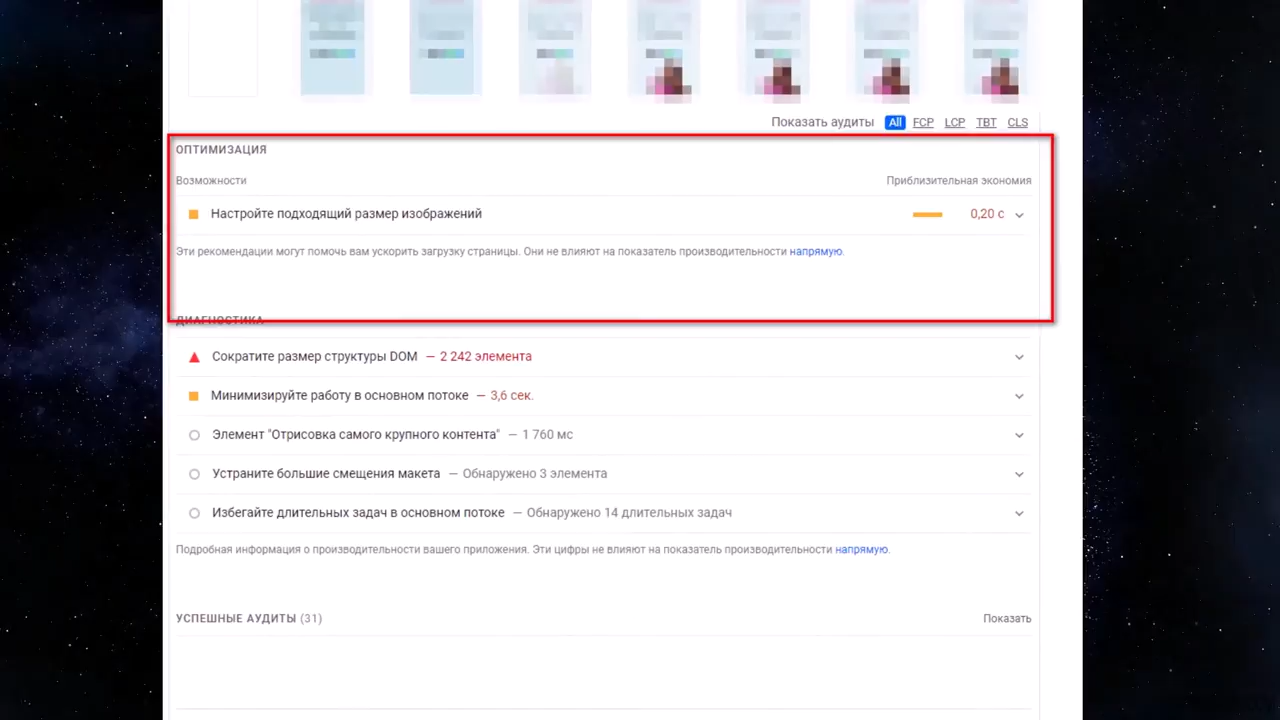 Показать аудиты All FCP LCP TBT CLS
ОПТИМИЗАЦИЯ
Возможности Приблизительная экономия
Настройте подходящий размер изображений 0,20 с
Эти рекомендации могут помочь вам ускорить загрузку страницы. Они не влияют на показатель производительности напрямую.
ДИАГНОСТИКА
Сократите размер структуры DOM — 2 242 элемента
Минимизируйте работу в основном потоке — 3,6 сек.
Элемент "Отрисовка самого крупного контента" — 1 760 мс
Устраните большие смещения макета — Обнаружено 3 элемента
Избегайте длительных задач в основном потоке — Обнаружено 14 длительных задач
Подробная информация о производительности вашего приложения. Эти цифры не влияют на показатель производительности напрямую.
УСПЕШНЫЕ АУДИТЫ (31) Показать